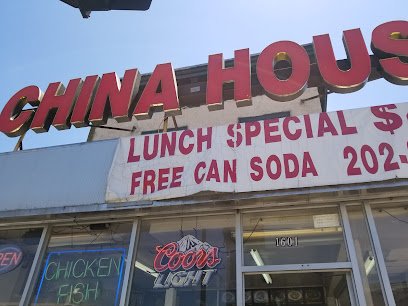 CHINA HOUS
LUNCH SPECIAL $
FREE CAN SODA 202-
1601
OPEN
CHICKEN
FISH
Coors
LIGHT